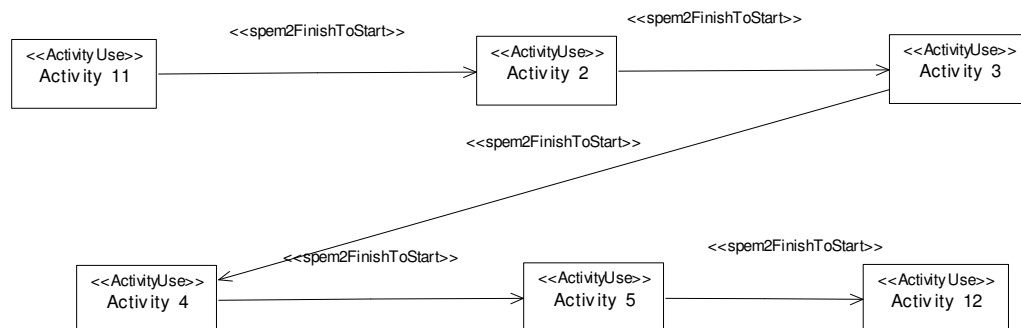 <<spem2FinishToStart>>
<<spem2FinishToStart>>
<<ActivityUse>>
Activity 11
<<ActivityUse>>
Activity 2
<<ActivityUse>>
Activity 3
<<spem2FinishToStart>>
<<spem2FinishToStart>>
<<spem2FinishToStart>>
<<ActivityUse>>
Activity 4
<<ActivityUse>>
Activity 5
<<ActivityUse>>
Activity 12